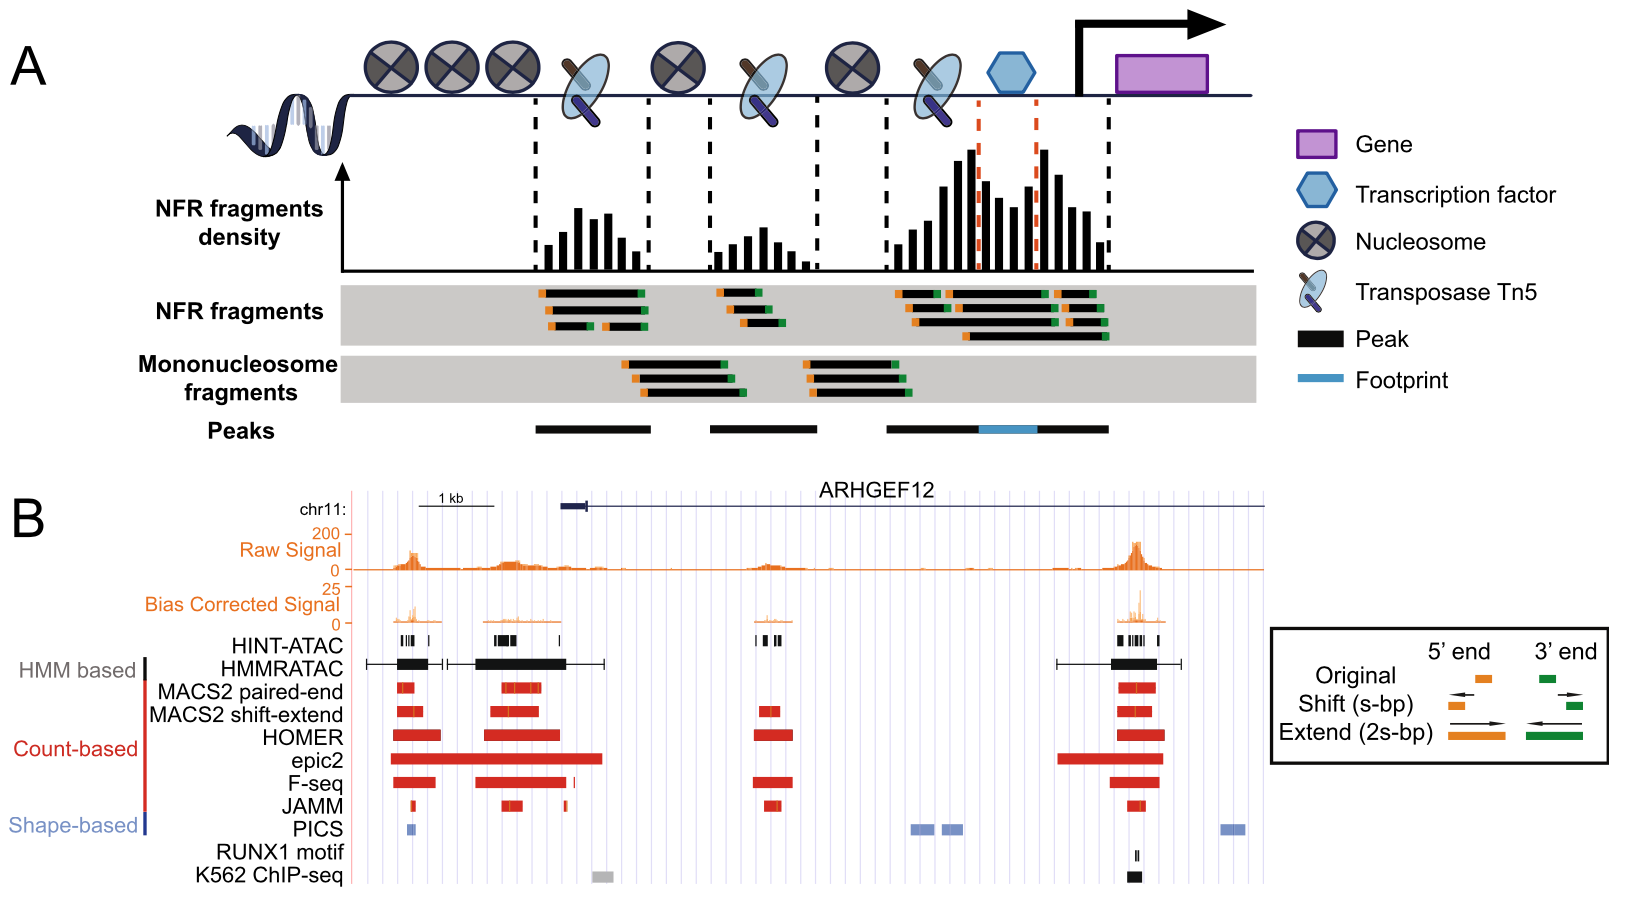 A
NFR fragments
density
NFR fragments
Mononucleosome
fragments
Peaks
Gene
Transcription factor
Nucleosome
Transposase Tn5
Peak
Footprint
B
ARHGEF12
1 kb
chr11:
200
Raw Signal
0
25
Bias Corrected Signal
0
HINT-ATAC
HMM based
HMMRATAC
MACS2 paired-end
MACS2 shift-extend
HOMER
Count-based
epic2
F-seq
JAMM
Shape-based
PICS
RUNX1 motif
K562 ChIP-seq
5’ end 3’ end
Original
Shift (s-bp)
Extend (2s-bp)